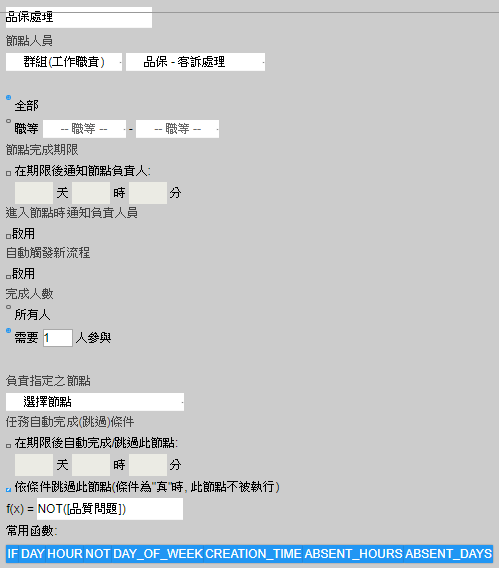 品保處理
節點人員
群組(工作職責) 品保 - 客訴處理
全部
職等 -- 職等 -- - -- 職等 --
節點完成期限
在期限後通知節點負責人:
天 時 分
進入節點時通知負責人員
啟用
自動觸發新流程
啟用
完成人數
所有人
需要 1 人參與
負責指定之節點
選擇節點
任務自動完成(跳過)條件
在期限後自動完成/跳過此節點:
天 時 分
依條件跳過此節點(條件為"真"時, 此節點不被執行)
f(x) = NOT([品質問題])
常用函數:
IF DAY HOUR NOT DAY_OF_WEEK CREATION_TIME ABSENT_HOURS ABSENT_DAYS